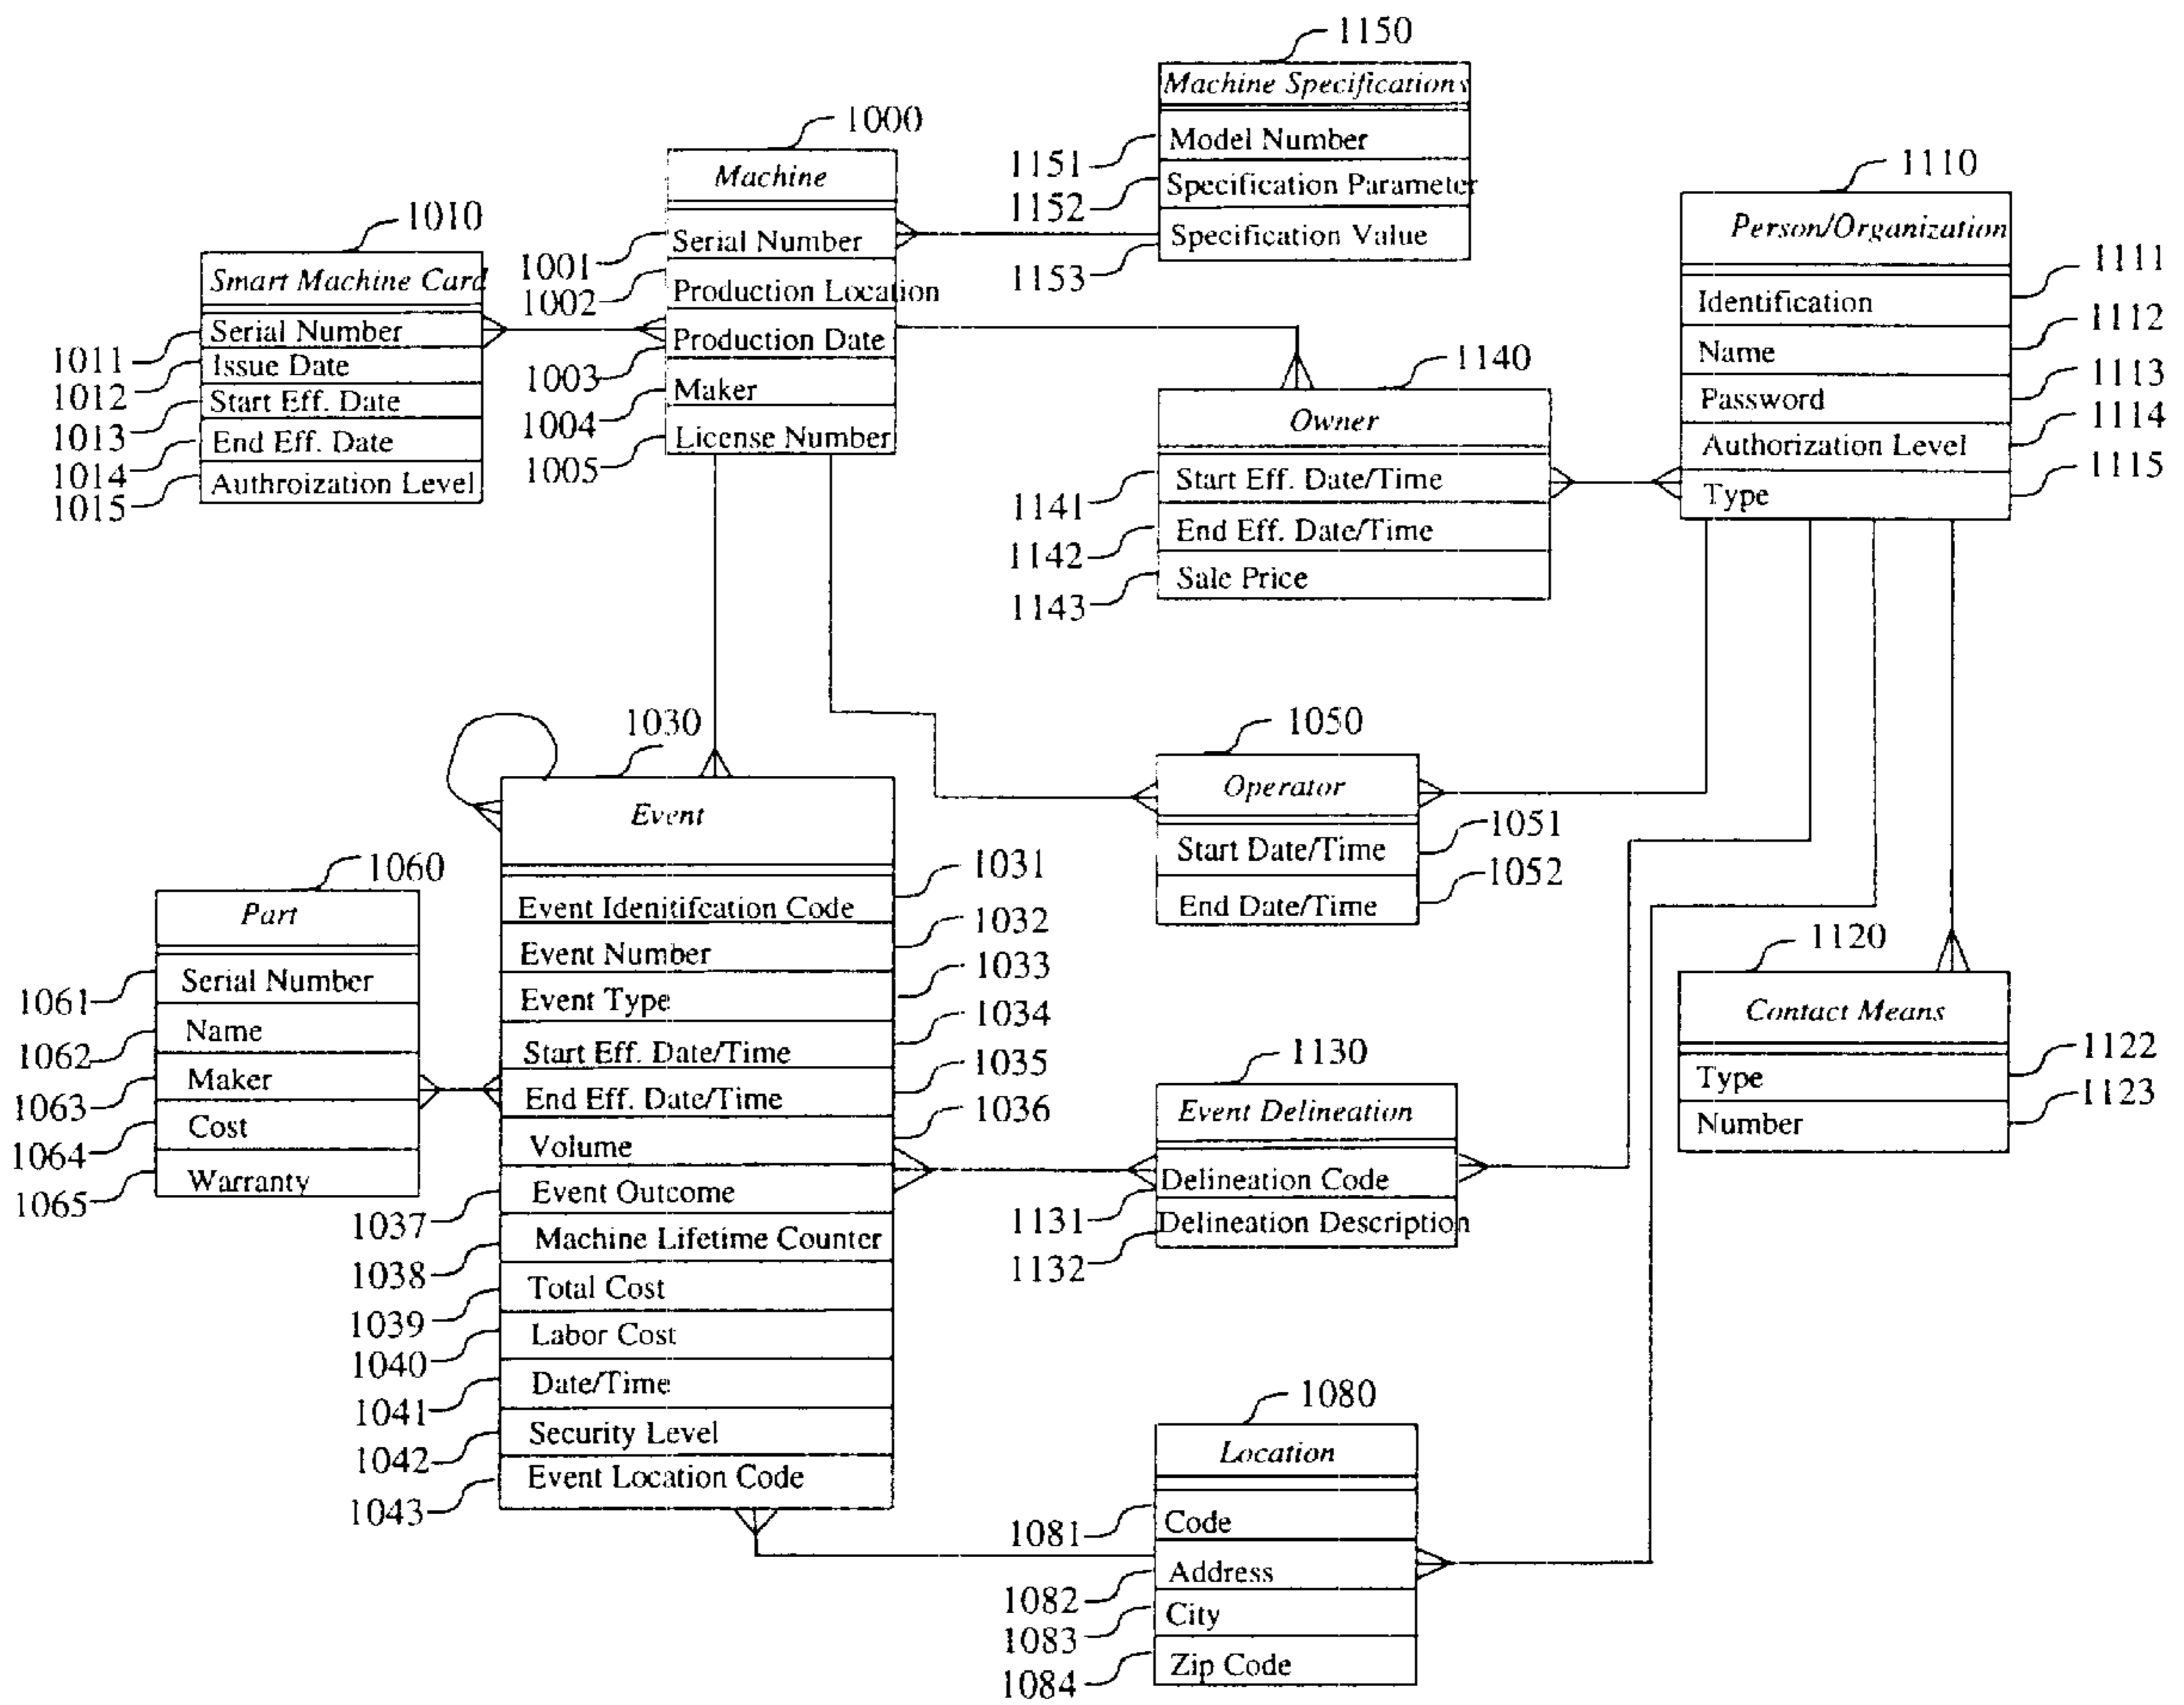 1150
Machine Specifications
1151 Model Number
1152 Specification Parameter
1153 Specification Value
1000
Machine
1001 Serial Number
1002 Production Location
1003 Production Date
1004 Maker
1005 License Number
1110
Person/Organization
Identification 1111
Name 1112
Password 1113
Authorization Level 1114
Type 1115
1010
Smart Machine Card
1011 Serial Number
1012 Issue Date
1013 Start Eff. Date
1014 End Eff. Date
1015 Authroization Level
1140
Owner
1141 Start Eff. Date/Time
1142 End Eff. Date/Time
1143 Sale Price
1030
Event
Event Idenitifcation Code 1031
Event Number 1032
Event Type 1033
Start Eff. Date/Time 1034
End Eff. Date/Time 1035
Volume 1036
1037 Event Outcome
1038 Machine Lifetime Counter
1039 Total Cost
1040 Labor Cost
1041 Date/Time
1042 Security Level
1043 Event Location Code
1050
Operator
Start Date/Time 1051
End Date/Time 1052
1060
Part
1061 Serial Number
1062 Name
1063 Maker
1064 Cost
1065 Warranty
1120
Contact Means
Type 1122
Number 1123
1130
Event Delineation
1131 Delineation Code
1132 Delineation Description
1080
Location
1081 Code
1082 Address
1083 City
1084 Zip Code